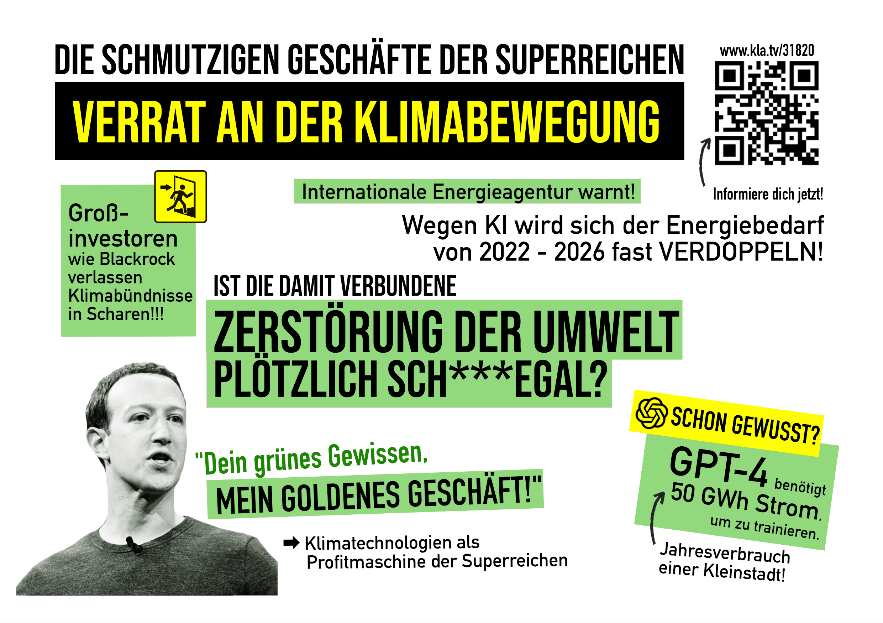 DIE SCHMUTZIGEN GESCHÄFTE DER SUPERREICHEN
VERRAT AN DER KLIMABEWEGUNG
www.kla.tv/31820
Informiere dich jetzt!
Groß-
investoren
wie Blackrock
verlassen
Klimabündnisse
in Scharen!!!
Internationale Energieagentur warnt!
Wegen KI wird sich der Energiebedarf
von 2022 - 2026 fast VERDOPPELN!
IST DIE DAMIT VERBUNDENE
ZERSTÖRUNG DER UMWELT
PLÖTZLICH SCH***EGAL?
"Dein grünes Gewissen,
MEIN GOLDENES GESCHÄFT!"
➡ Klimatechnologien als
Profitmaschine der Superreichen
SCHON GEWUSST?
GPT-4 benötigt
50 GWh Strom,
um zu trainieren.
Jahresverbrauch
einer Kleinstadt!